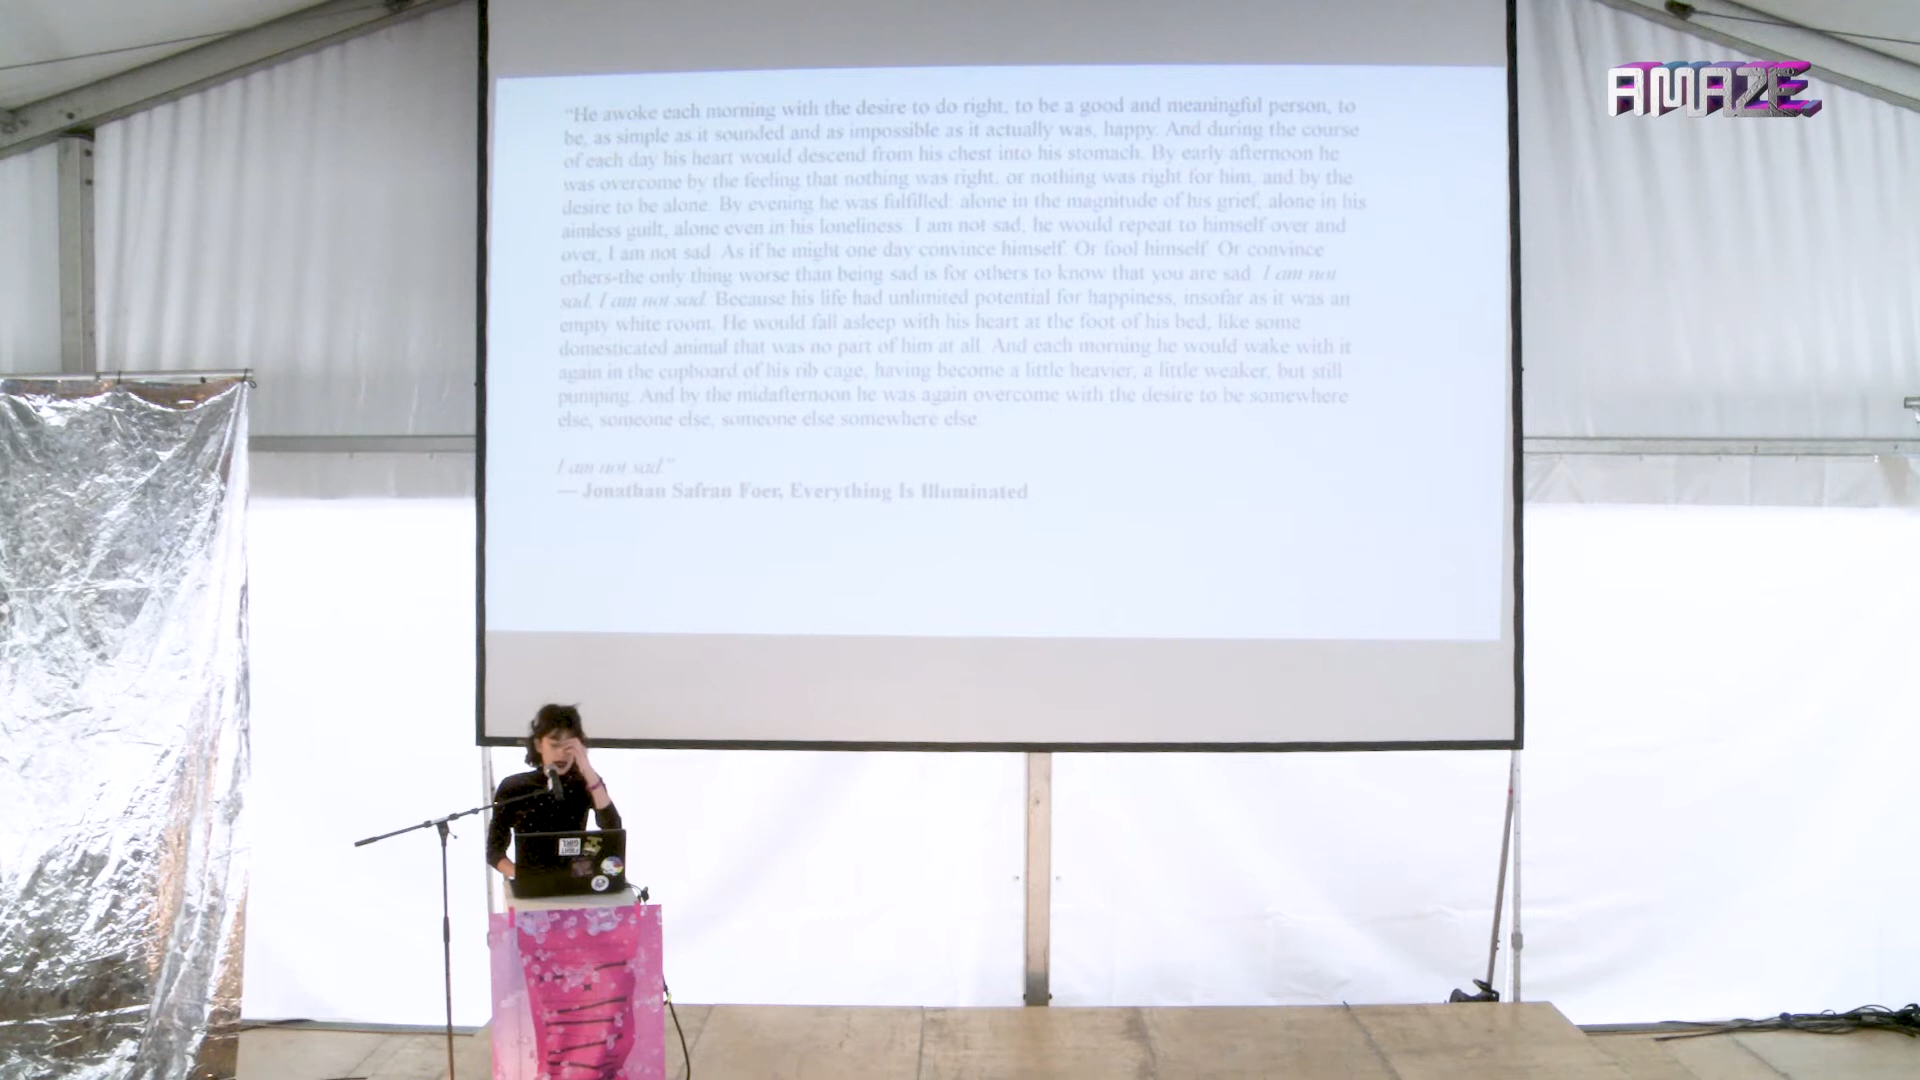 AMAZE
“He awoke each morning with the desire to do right, to be a good and meaningful person, to
be, as simple as it sounded and as impossible as it actually was, happy. And during the course
of each day his heart would descend from his chest into his stomach. By early afternoon he
was overcome by the feeling that nothing was right, or nothing was right for him, and by the
desire to be alone. By evening he was fulfilled: alone in the magnitude of his grief, alone in his
aimless guilt, alone even in his loneliness. I am not sad, he would repeat to himself over and
over, I am not sad. As if he might one day convince himself. Or fool himself. Or convince
others-the only thing worse than being sad is for others to know that you are sad. I am not
sad. I am not sad. Because his life had unlimited potential for happiness, insofar as it was an
empty white room. He would fall asleep with his heart at the foot of his bed, like some
domesticated animal that was no part of him at all. And each morning he would wake with it
again in the cupboard of his rib cage, having become a little heavier, a little weaker, but still
pumping. And by the midafternoon he was again overcome with the desire to be somewhere
else, someone else, someone else somewhere else.
I am not sad.”
— Jonathan Safran Foer, Everything Is Illuminated
FIGHT
GIRL